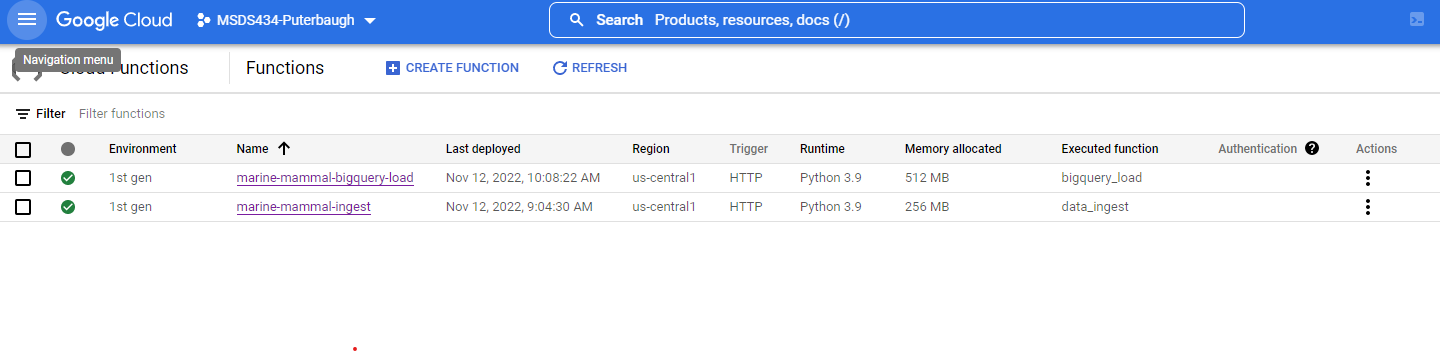 Google Cloud MSDS434-Puterbaugh Search Products, resources, docs (/)
Navigation menu
Cloud Functions Functions CREATE FUNCTION REFRESH
Filter Filter functions
Environment Name Last deployed Region Trigger Runtime Memory allocated Executed function Authentication ? Actions
1st gen marine-mammal-bigquery-load Nov 12, 2022, 10:08:22 AM us-central1 HTTP Python 3.9 512 MB bigquery_load
1st gen marine-mammal-ingest Nov 12, 2022, 9:04:30 AM us-central1 HTTP Python 3.9 256 MB data_ingest